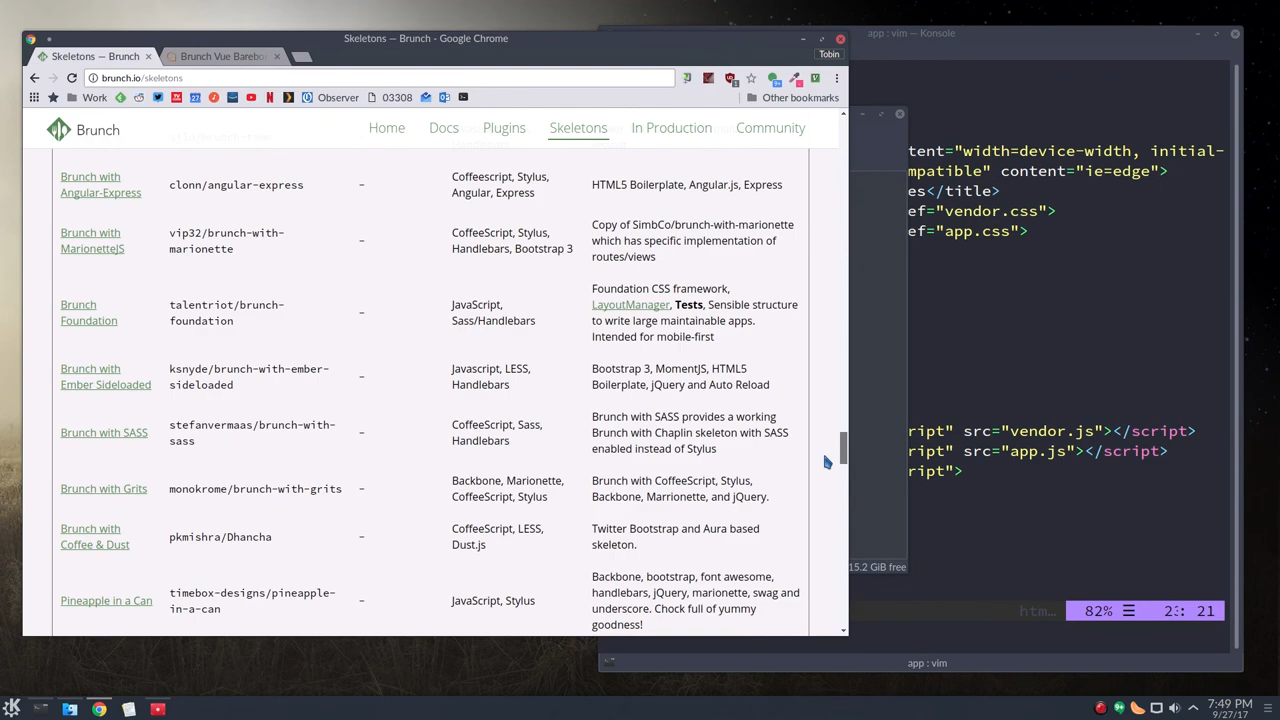 Skeletons — Brunch - Google Chrome
Tobin
Skeletons — Brunch
Brunch Vue Barebo
brunch.io/skeletons
Work
Observer
03308
Other bookmarks
Brunch
Home
Docs
Plugins
Skeletons
In Production
Community
Brunch with
Angular-Express
clonn/angular-express
–
Coffeescript, Stylus,
Angular, Express
HTML5 Boilerplate, Angular.js, Express
Brunch with
MarionetteJS
vip32/brunch-with-
marionette
–
CoffeeScript, Stylus,
Handlebars, Bootstrap 3
Copy of SimbCo/brunch-with-marionette
which has specific implementation of
routes/views
Brunch
Foundation
talentriot/brunch-
foundation
–
JavaScript,
Sass/Handlebars
Foundation CSS framework,
LayoutManager, Tests, Sensible structure
to write large maintainable apps.
Intended for mobile-first
Brunch with
Ember Sideloaded
ksnyde/brunch-with-ember-
sideloaded
–
Javascript, LESS,
Handlebars
Bootstrap 3, MomentJS, HTML5
Boilerplate, jQuery and Auto Reload
Brunch with SASS
stefanvermaas/brunch-with-
sass
–
CoffeeScript, Sass,
Handlebars
Brunch with SASS provides a working
Brunch with Chaplin skeleton with SASS
enabled instead of Stylus
Brunch with Grits
monokrome/brunch-with-grits
–
Backbone, Marionette,
CoffeeScript, Stylus
Brunch with CoffeeScript, Stylus,
Backbone, Marrionette, and jQuery.
Brunch with
Coffee & Dust
pkmishra/Dhancha
–
CoffeeScript, LESS,
Dust.js
Twitter Bootstrap and Aura based
skeleton.
Pineapple in a Can
timebox-designs/pineapple-
in-a-can
–
JavaScript, Stylus
Backbone, bootstrap, font awesome,
handlebars, jQuery, marionette, swag and
underscore. Chock full of yummy
goodness!
app : vim — Konsole
tent="width=device-width, initial-
mpatible" content="ie=edge">
es</title>
ef="vendor.css">
ef="app.css">
ript" src="vendor.js"></script>
ript" src="app.js"></script>
ript">
15.2 GiB free
htm…
82% ☰ 2: 21
app : vim
7:49 PM
9/27/17